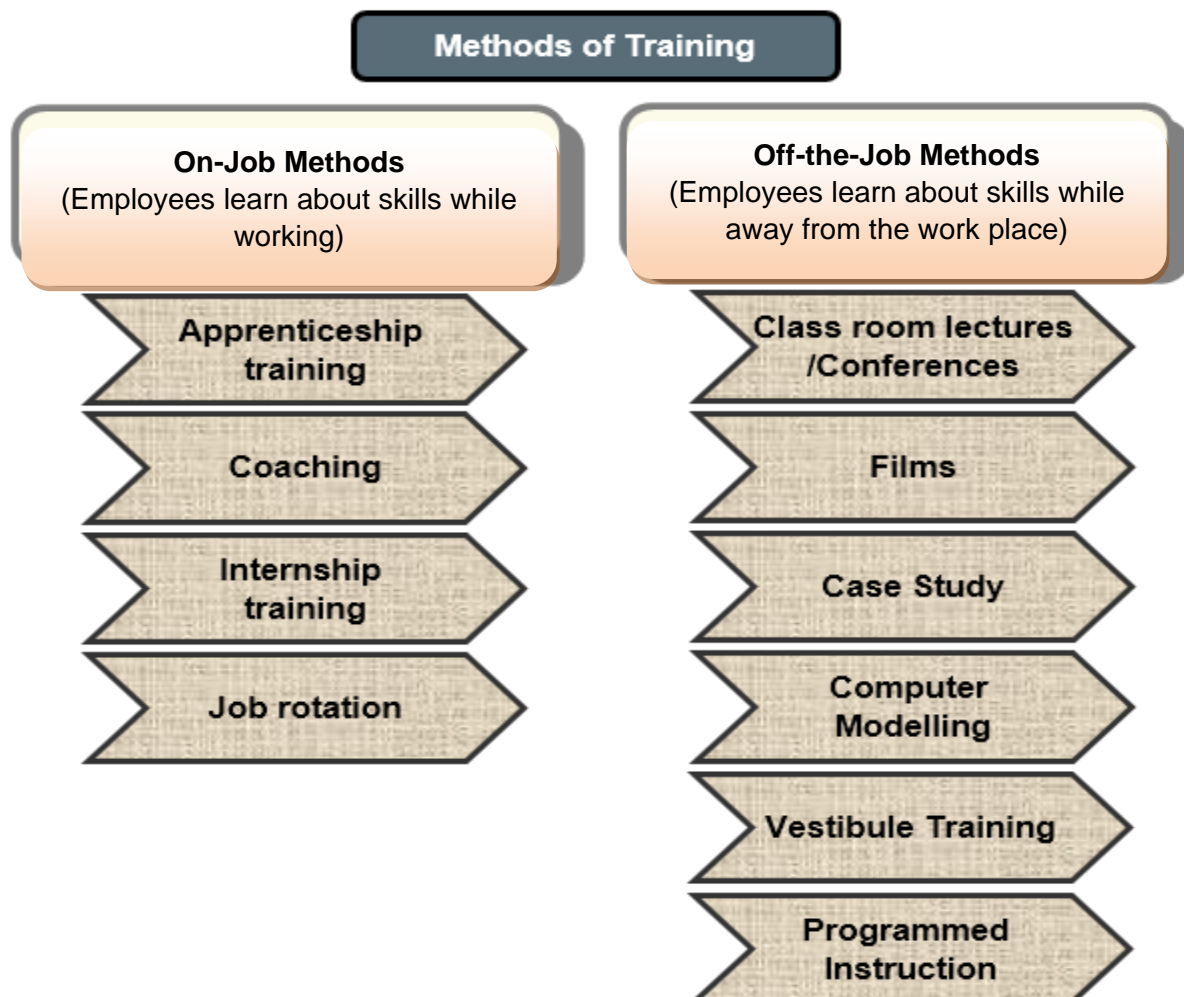 Methods of Training
On-Job Methods
(Employees learn about skills while
working)
Apprenticeship
training
Coaching
Internship
training
Job rotation
Off-the-Job Methods
(Employees learn about skills while
away from the work place)
Class room lectures
/Conferences
Films
Case Study
Computer
Modelling
Vestibule Training
Programmed
Instruction